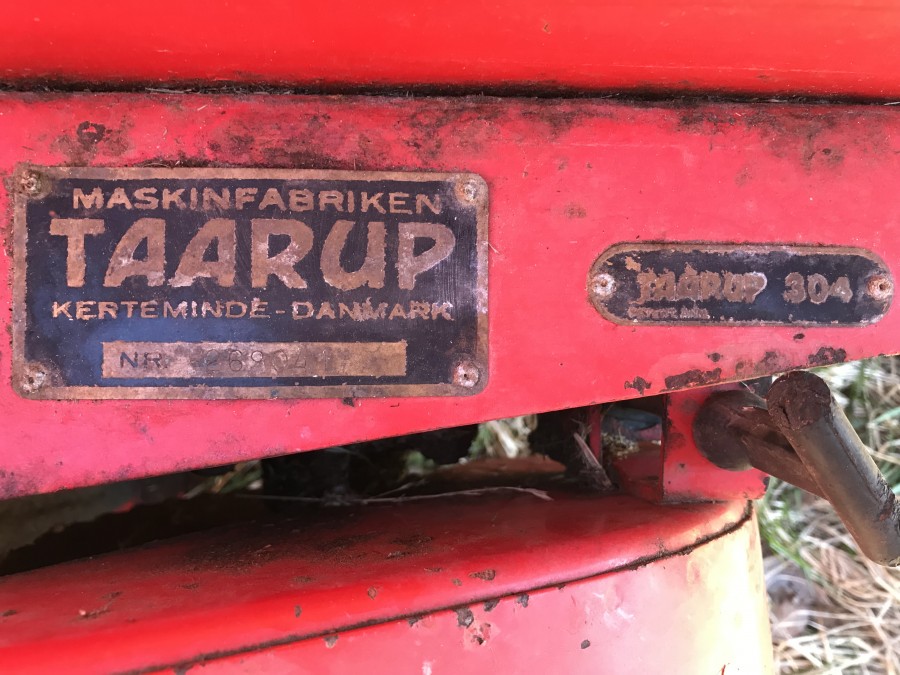 MASKINFABRIKEN
TAARUP
KERTEMINDE - DANMARK
NR.
TAARUP 304